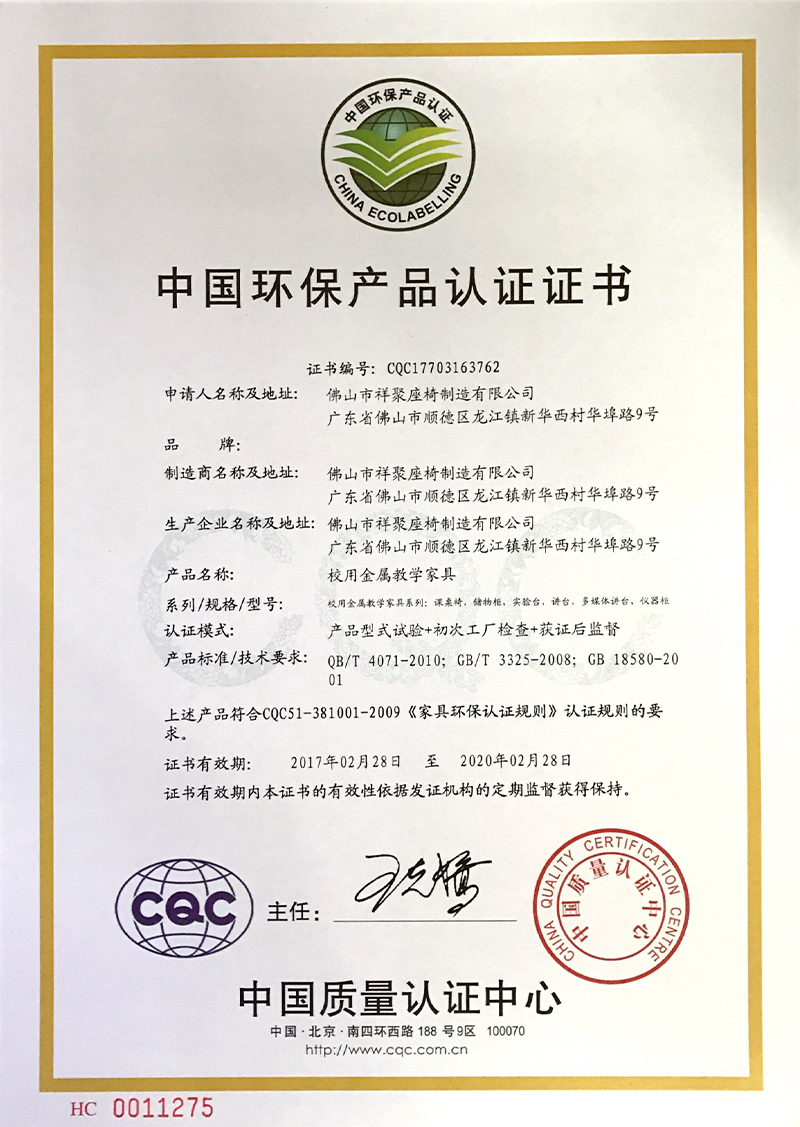 中国环保产品认证
CHINA ECOLABELLING
中国环保产品认证证书
证书编号: CQC17703163762
申请人名称及地址: 佛山市祥聚座椅制造有限公司
广东省佛山市顺德区龙江镇新华西村华埠路9号
品 牌:
制造商名称及地址: 佛山市祥聚座椅制造有限公司
广东省佛山市顺德区龙江镇新华西村华埠路9号
生产企业名称及地址: 佛山市祥聚座椅制造有限公司
广东省佛山市顺德区龙江镇新华西村华埠路9号
产品名称: 校用金属教学家具
系列/规格/型号: 校用金属教学家具系列: 课桌椅, 储物柜, 实验台, 讲台, 多媒体讲台, 仪器柜
认证模式: 产品型式试验+初次工厂检查+获证后监督
产品标准/技术要求: QB/T 4071-2010; GB/T 3325-2008; GB 18580-20
01
上述产品符合CQC51-381001-2009《家具环保认证规则》认证规则的要
求。
证书有效期: 2017年02月28日 至 2020年02月28日
证书有效期内本证书的有效性依据发证机构的定期监督获得保持。
CQC
主任:
CHINA QUALITY CERTIFICATION CENTRE
中国质量认证中心
中国质量认证中心
中国·北京·南四环西路 188 号9区 100070
http://www.cqc.com.cn
HC 0011275